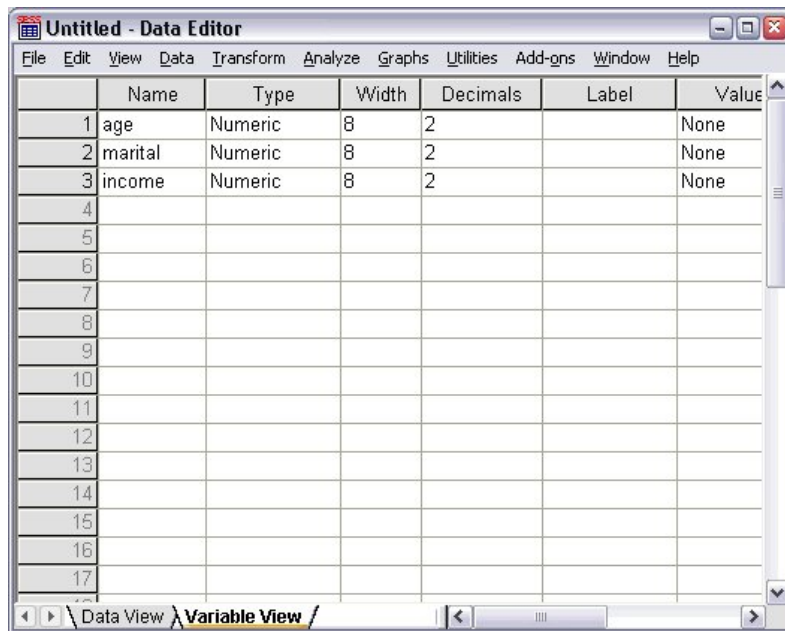 Untitled - Data Editor
File Edit View Data Transform Analyze Graphs Utilities Add-ons Window Help
Name Type Width Decimals Label Value
1 age Numeric 8 2 None
2 marital Numeric 8 2 None
3 income Numeric 8 2 None
4
5
6
7
8
9
10
11
12
13
14
15
16
17
Data View Variable View